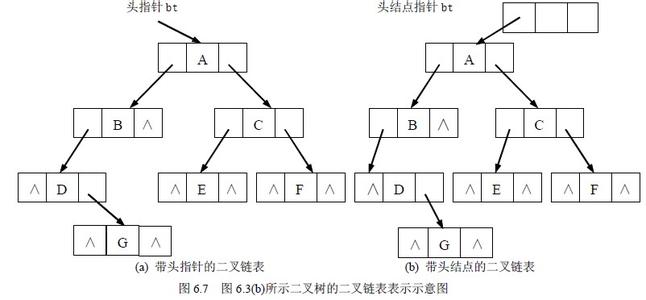 头指针 bt 头结点指针 bt
A A
B ∧ C B ∧ C
∧ D ∧ E ∧ ∧ F ∧ ∧ D ∧ E ∧ ∧ F ∧
∧ G ∧ ∧ G ∧
(a) 带头指针的二叉链表 (b) 带头结点的二叉链表
图 6.7 图 6.3(b)所示二叉树的二叉链表表示示意图